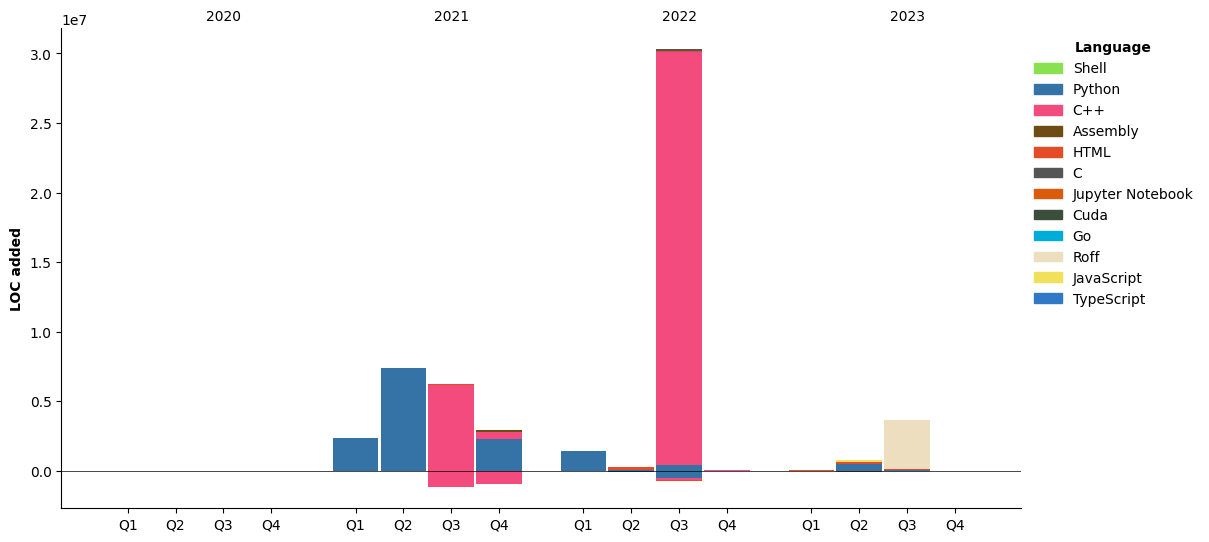 2020 2021 2022 2023
1e7
3.0
2.5
2.0
1.5
1.0
0.5
0.0
LOC added
Q1 Q2 Q3 Q4 Q1 Q2 Q3 Q4 Q1 Q2 Q3 Q4 Q1 Q2 Q3 Q4
Language
Shell
Python
C++
Assembly
HTML
C
Jupyter Notebook
Cuda
Go
Roff
JavaScript
TypeScript